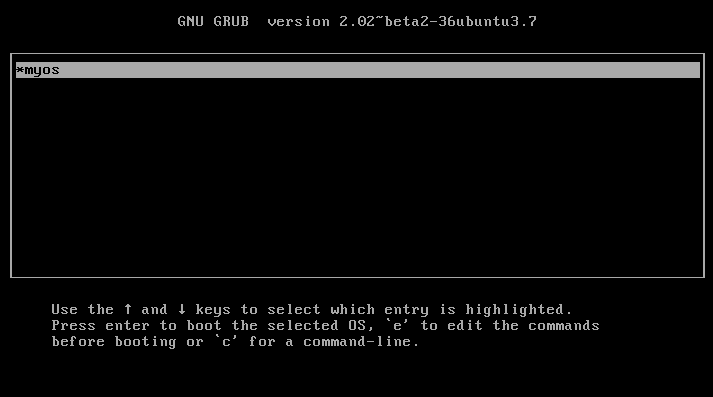 GNU GRUB  version 2.02~beta2-36ubuntu3.7
*myos
Use the ↑ and ↓ keys to select which entry is highlighted.
Press enter to boot the selected OS, `e' to edit the commands
before booting or `c' for a command-line.